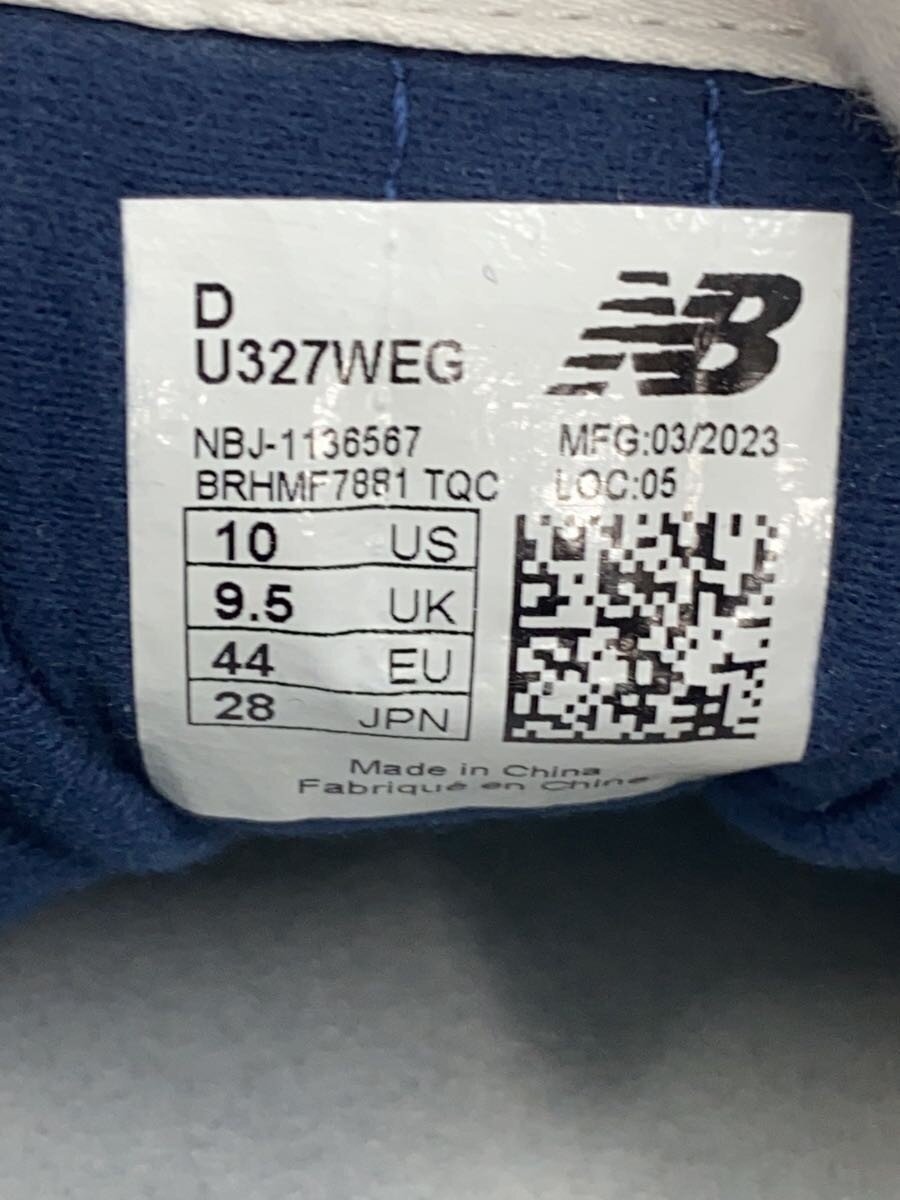 D
U327WEG
NB
NBJ-1136567
MFG:03/2023
BRHMF7881 TQC
LOC:05
10 US
9.5 UK
44 EU
28 JPN
Made in China
Fabriqué en Chine